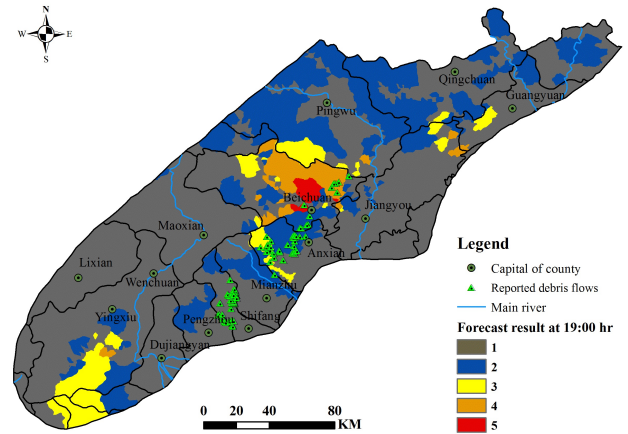 N
W E
S
Qingchuan
Guangyuan
Pingwu
Beichuan
Jiangyou
Maoxian
Anxian
Lixian
Wenchuan
Mianzhu
Yingxiu
Pengzhou
Shifang
Dujiangyan
Legend
Capital of county
Reported debris flows
Main river
Forecast result at 19:00 hr
1
2
3
4
5
0 20 40 80
KM